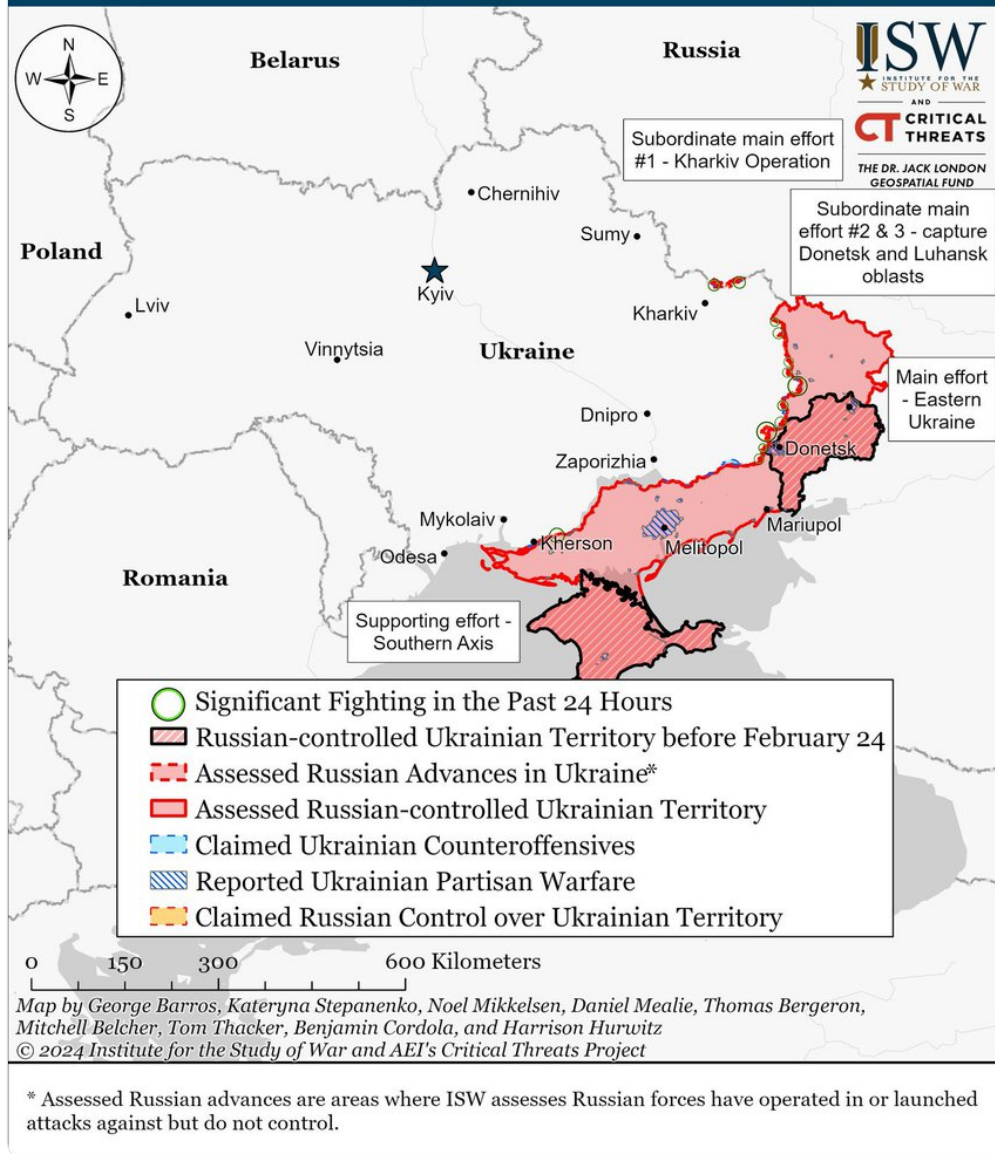 N
W
E
S
Belarus
Russia
ISW
INSTITUTE FOR THE
STUDY OF WAR
AND
CT CRITICAL
THREATS
THE DR. JACK LONDON
GEOSPATIAL FUND
Subordinate main effort
#1 - Kharkiv Operation
Subordinate main
effort #2 & 3 - capture
Donetsk and Luhansk
oblasts
Chernihiv
Sumy
Poland
Kyiv
Lviv
Kharkiv
Vinnytsia
Ukraine
Main effort
- Eastern
Ukraine
Dnipro
Donetsk
Zaporizhia
Mykolaiv
Mariupol
Kherson
Melitopol
Odesa
Romania
Supporting effort -
Southern Axis
Significant Fighting in the Past 24 Hours
Russian-controlled Ukrainian Territory before February 24
Assessed Russian Advances in Ukraine*
Assessed Russian-controlled Ukrainian Territory
Claimed Ukrainian Counteroffensives
Reported Ukrainian Partisan Warfare
Claimed Russian Control over Ukrainian Territory
0 150 300 600 Kilometers
Map by George Barros, Kateryna Stepanenko, Noel Mikkelsen, Daniel Mealie, Thomas Bergeron,
Mitchell Belcher, Tom Thacker, Benjamin Cordola, and Harrison Hurwitz
© 2024 Institute for the Study of War and AEI's Critical Threats Project
* Assessed Russian advances are areas where ISW assesses Russian forces have operated in or launched
attacks against but do not control.